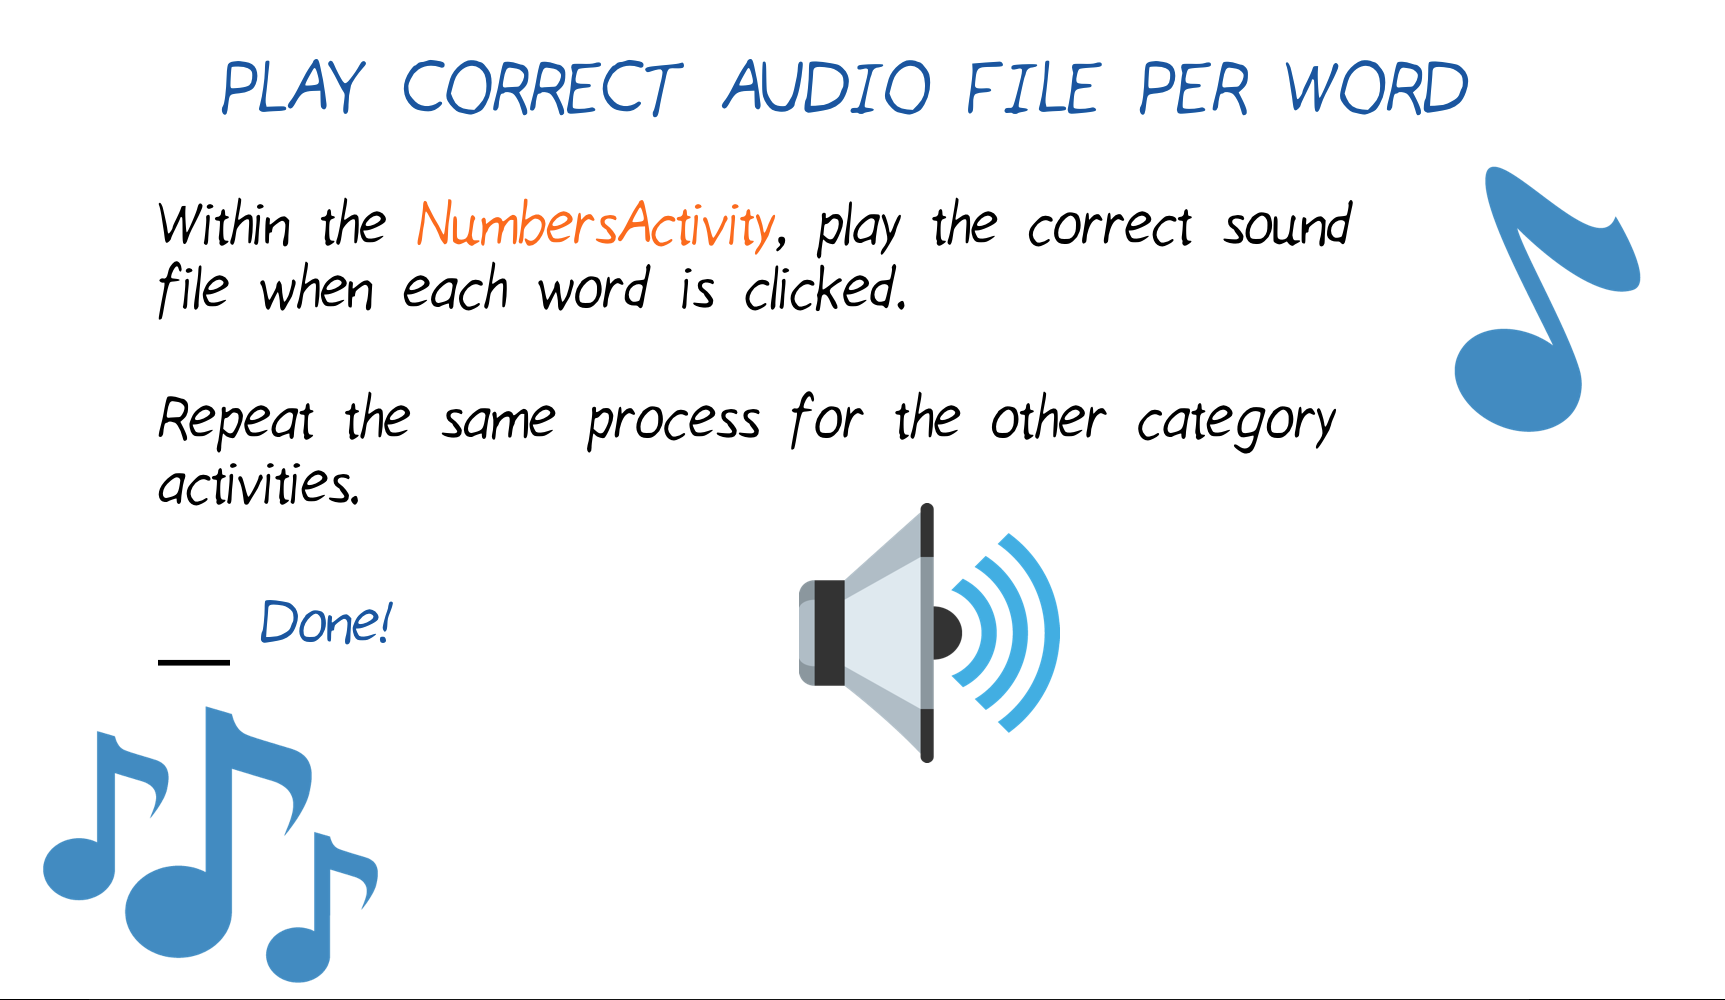 PLAY CORRECT AUDIO FILE PER WORD
Within the NumbersActivity, play the correct sound
file when each word is clicked.
Repeat the same process for the other category
activities.
Done!